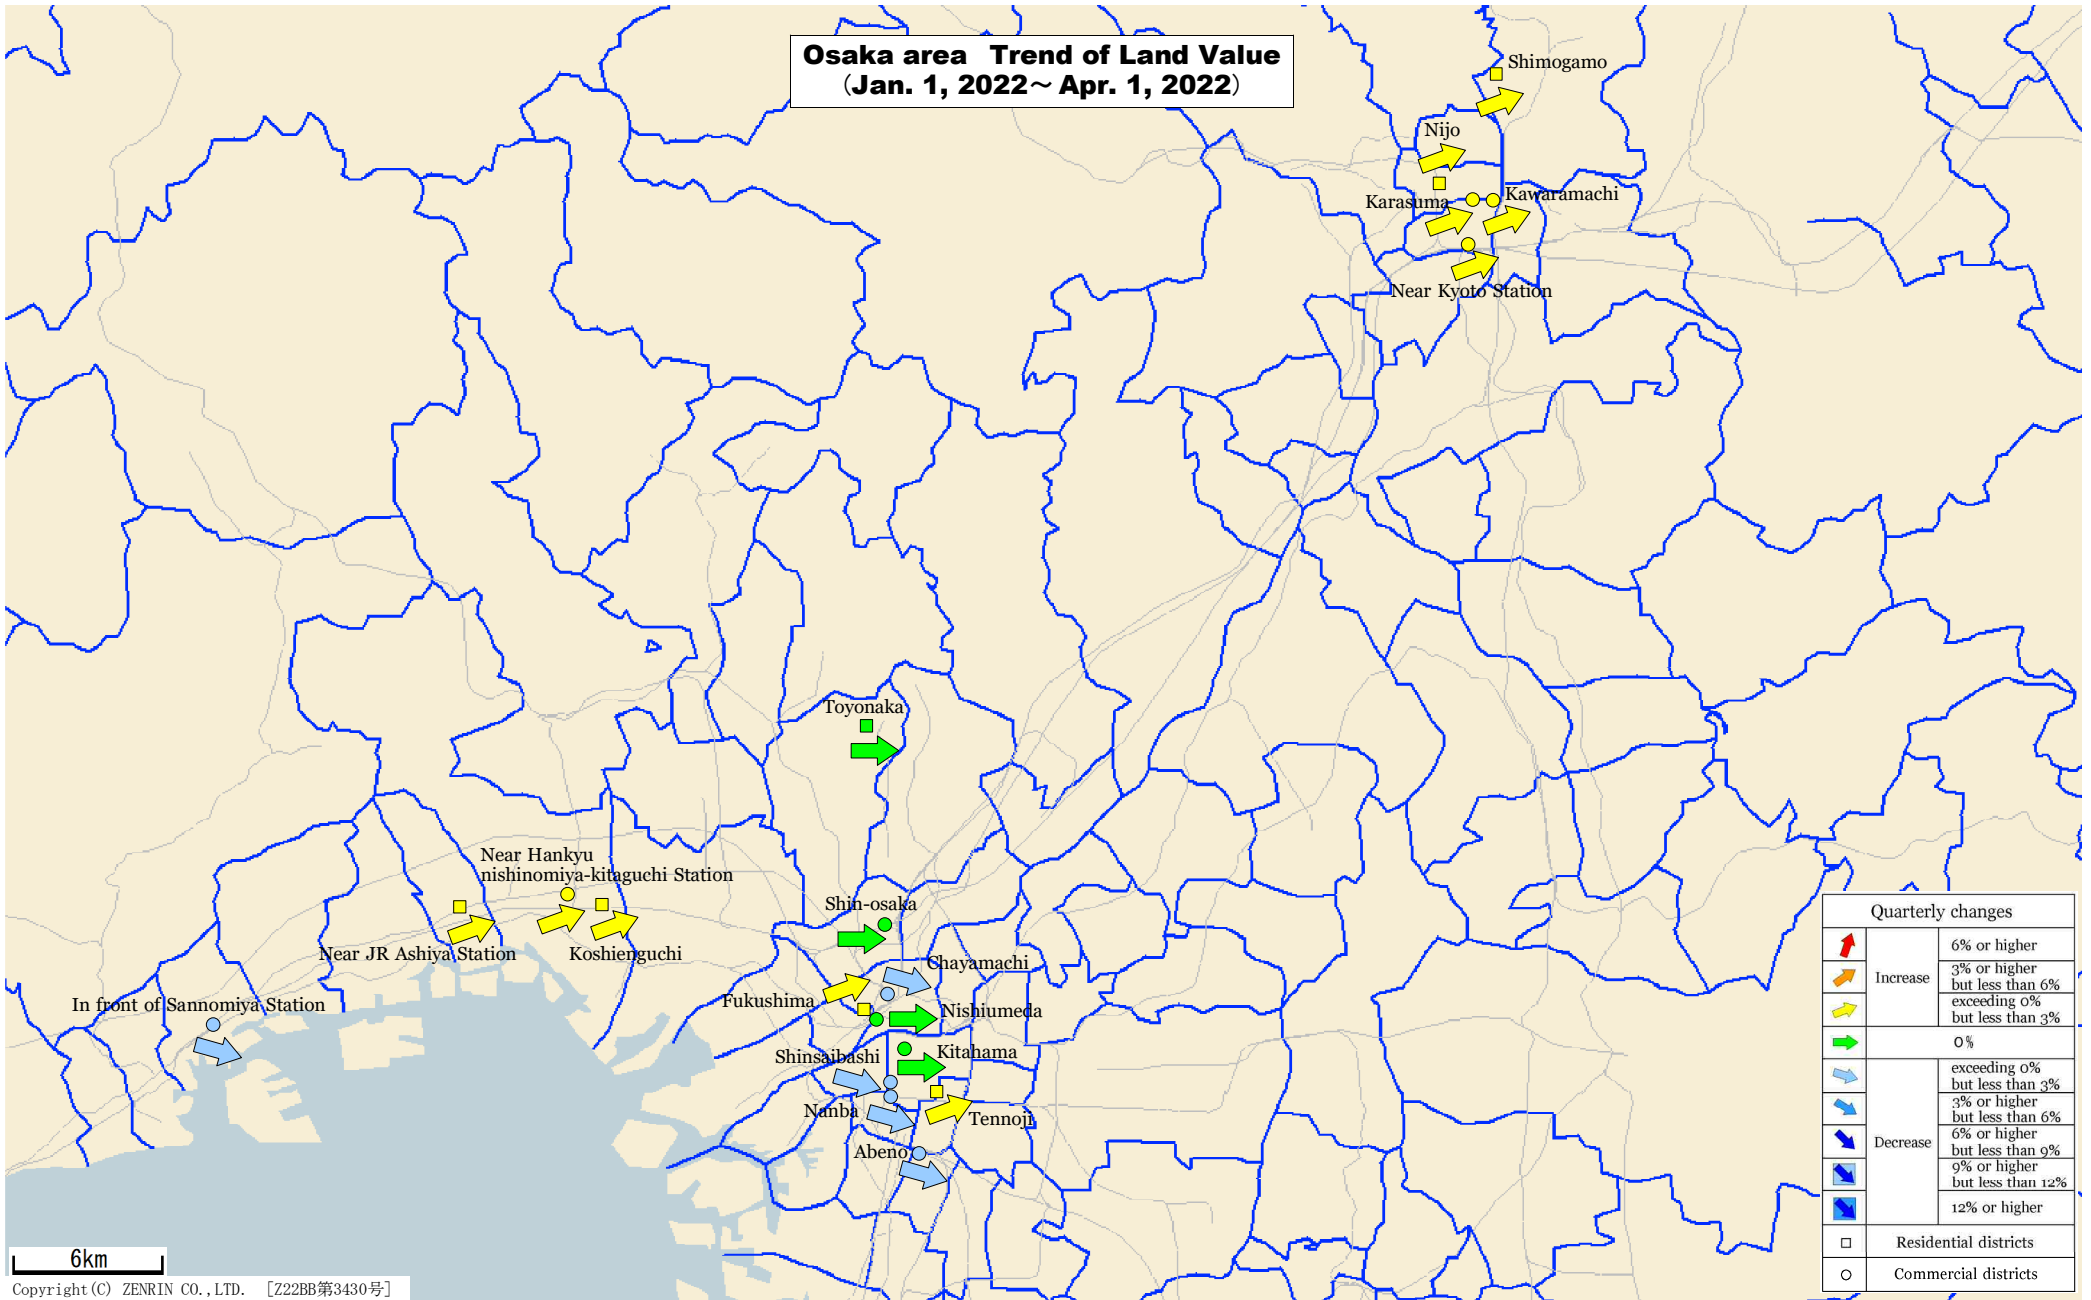 Osaka area Trend of Land Value
（Jan. 1, 2022～Apr. 1, 2022）
Shimogamo
Nijo
Karasuma
Kawaramachi
Near Kyoto Station
Toyonaka
Near Hankyu
nishinomiya-kitaguchi Station
Near JR Ashiya Station
Koshienguchi
In front of Sannomiya Station
Shin-osaka
Chayamachi
Fukushima
Nishiumeda
Shinsaibashi
Kitahama
Nanba
Tennoji
Abeno
Quarterly changes
Increase
6% or higher
3% or higher
but less than 6%
exceeding 0%
but less than 3%
0%
Decrease
exceeding 0%
but less than 3%
3% or higher
but less than 6%
6% or higher
but less than 9%
9% or higher
but less than 12%
12% or higher
Residential districts
Commercial districts
6km
Copyright(C) ZENRIN CO.,LTD. [Z22BB第3430号]